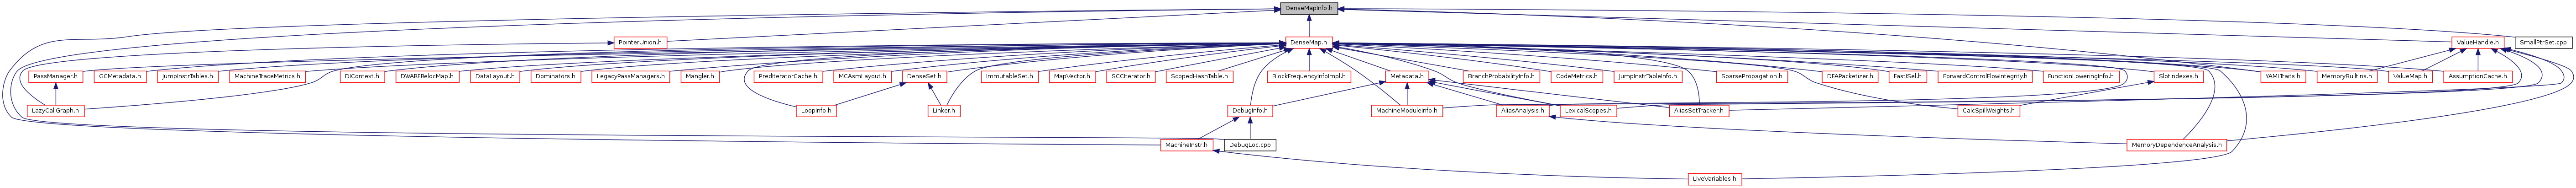 DenseMapInfo.h
PointerUnion.h
DenseMap.h
ValueHandle.h
SmallPtrSet.cpp
PassManager.h
GCMetadata.h
JumpInstrTables.h
MachineTraceMetrics.h
DIContext.h
DWARFRelocMap.h
DataLayout.h
Dominators.h
LegacyPassManagers.h
Mangler.h
PredIteratorCache.h
MCAsmLayout.h
DenseSet.h
ImmutableSet.h
MapVector.h
SCCIterator.h
ScopedHashTable.h
BlockFrequencyInfoImpl.h
Metadata.h
BranchProbabilityInfo.h
CodeMetrics.h
JumpInstrTableInfo.h
SparsePropagation.h
DFAPacketizer.h
FastISel.h
ForwardControlFlowIntegrity.h
FunctionLoweringInfo.h
SlotIndexes.h
YAMLTraits.h
MemoryBuiltins.h
ValueMap.h
AssumptionCache.h
LazyCallGraph.h
LoopInfo.h
Linker.h
DebugInfo.h
MachineModuleInfo.h
AliasAnalysis.h
LexicalScopes.h
AliasSetTracker.h
CalcSpillWeights.h
MachineInstr.h
DebugLoc.cpp
MemoryDependenceAnalysis.h
LiveVariables.h